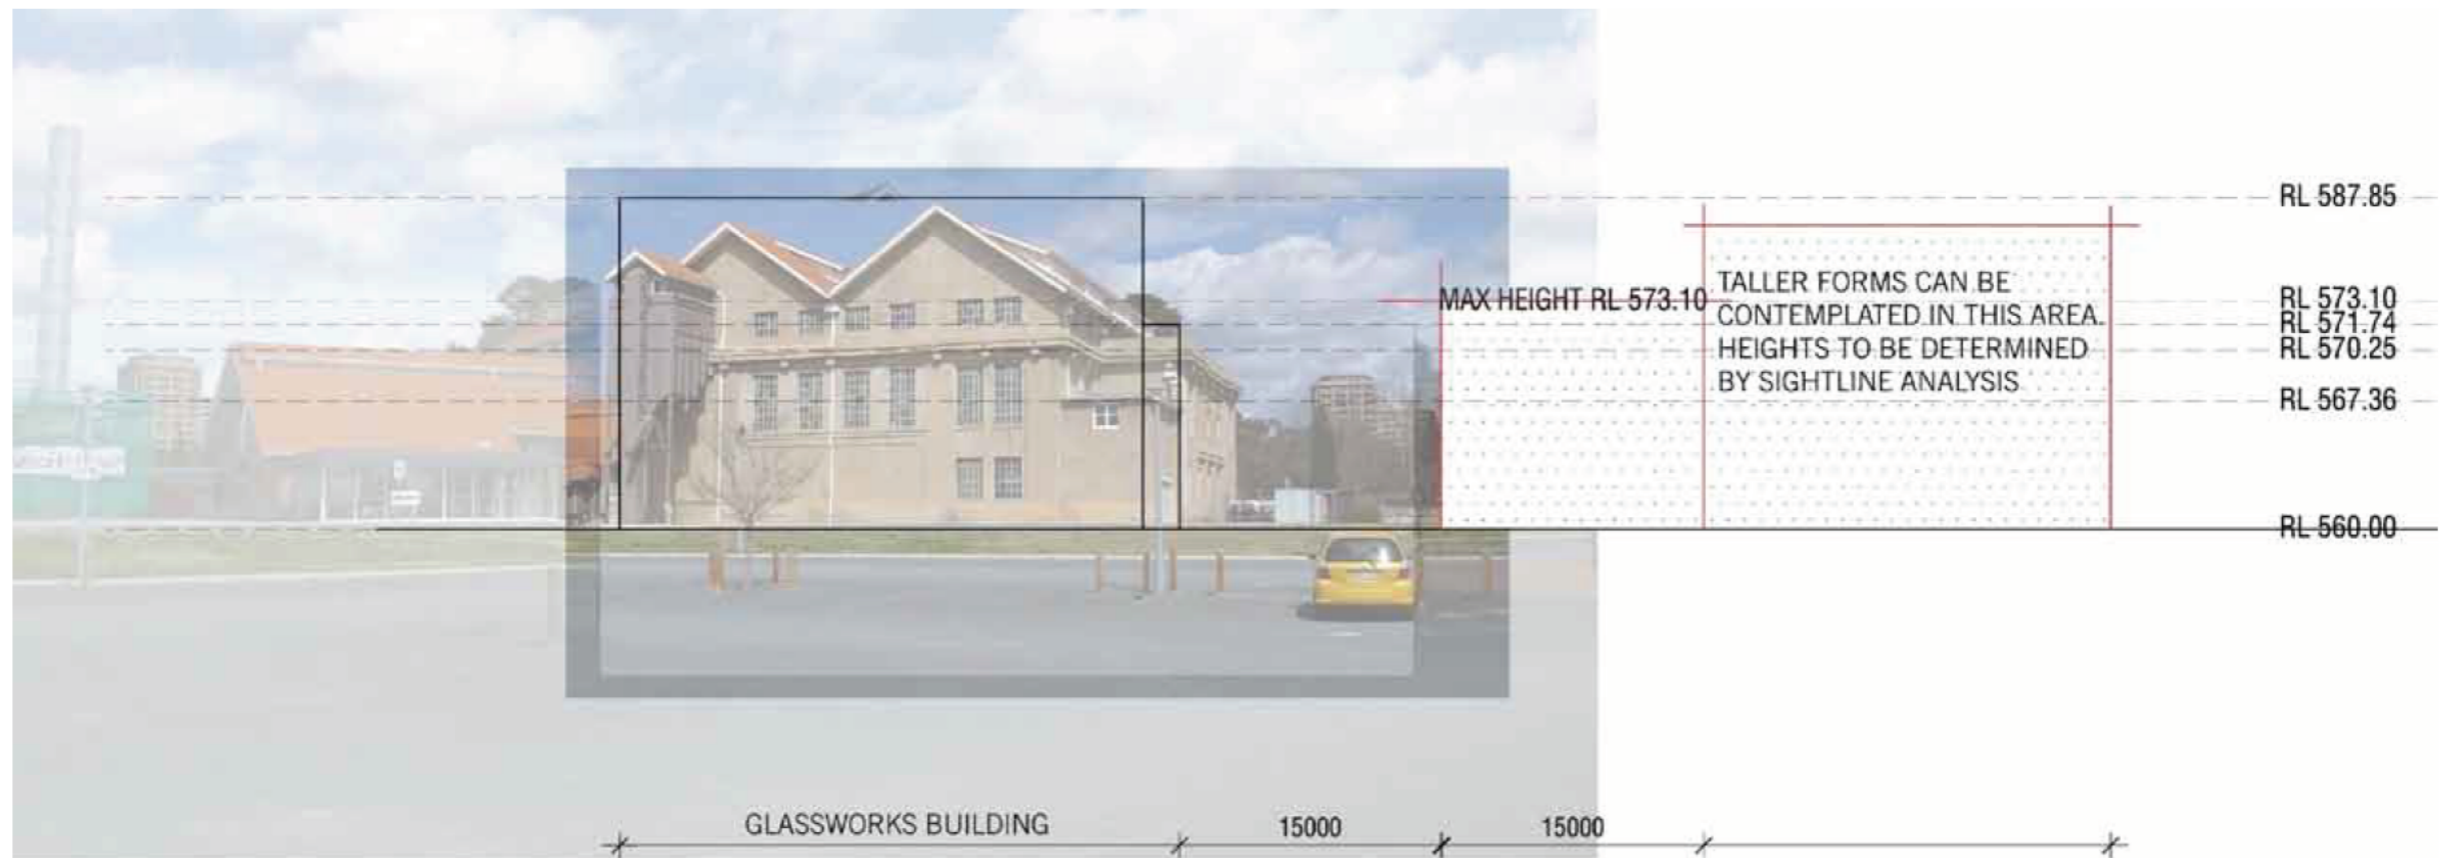 RL 587.85
MAX HEIGHT RL 573.10
TALLER FORMS CAN BE
CONTEMPLATED IN THIS AREA.
HEIGHTS TO BE DETERMINED
BY SIGHTLINE ANALYSIS
RL 573.10
RL 571.74
RL 570.25
RL 567.36
RL 560.00
GLASSWORKS BUILDING
15000
15000